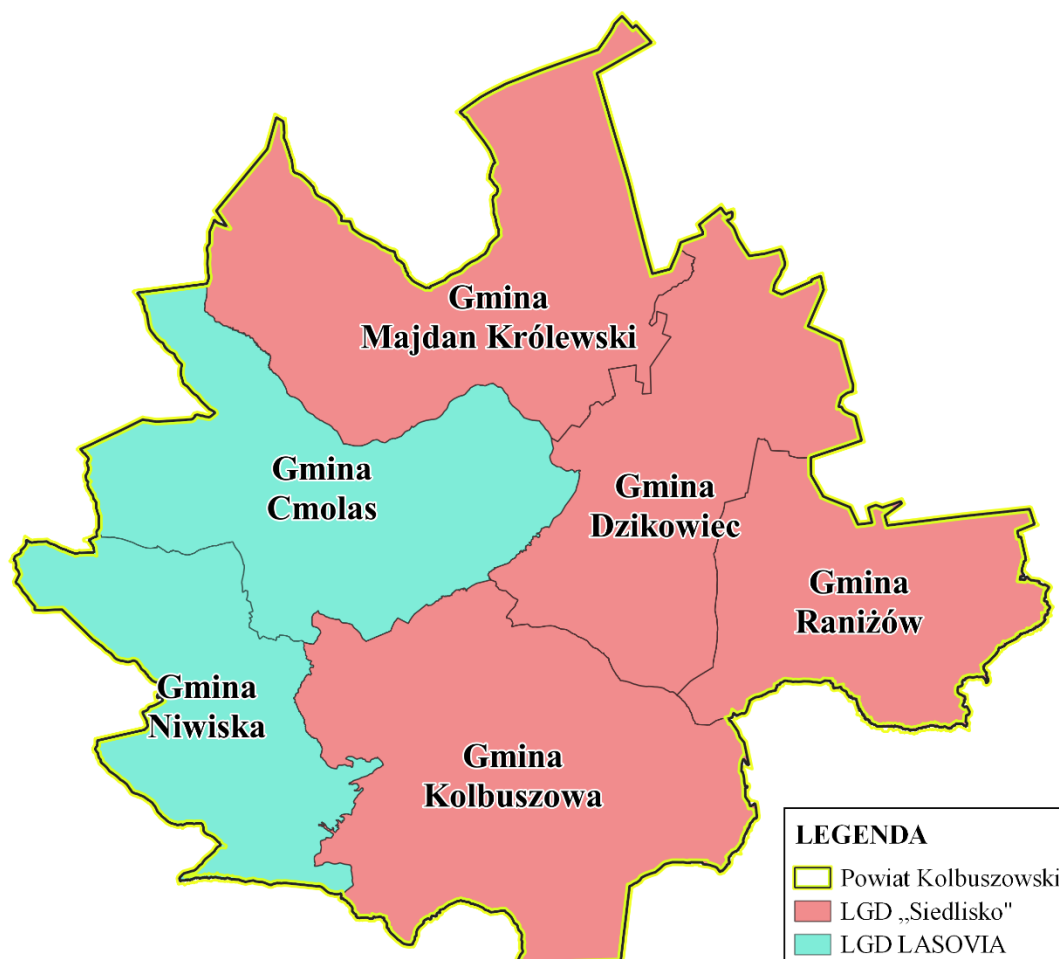 Gmina
Majdan Królewski
Gmina
Cmolas
Gmina
Dzikowiec
Gmina
Raniżów
Gmina
Niwiska
Gmina
Kolbuszowa
LEGENDA
Powiat Kolbuszowski
LGD „Siedlisko"
LGD LASOVIA